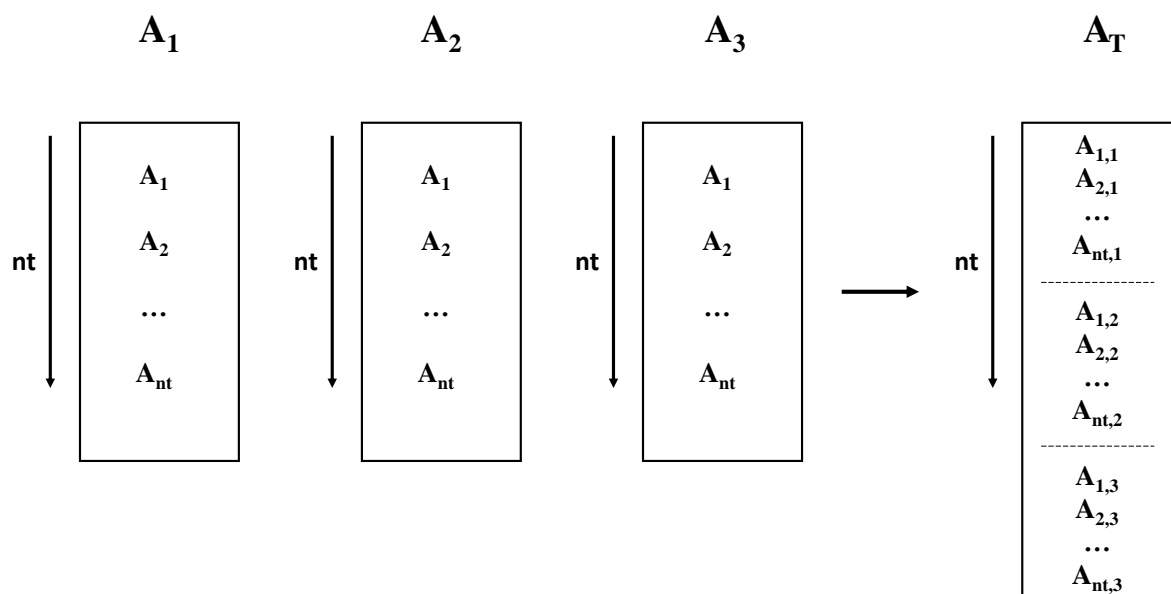 A1
A2
A3
AT
nt
A1
A2
...
Ant
nt
A1
A2
...
Ant
nt
A1
A2
...
Ant
nt
A1,1
A2,1
...
Ant,1
A1,2
A2,2
...
Ant,2
A1,3
A2,3
...
Ant,3